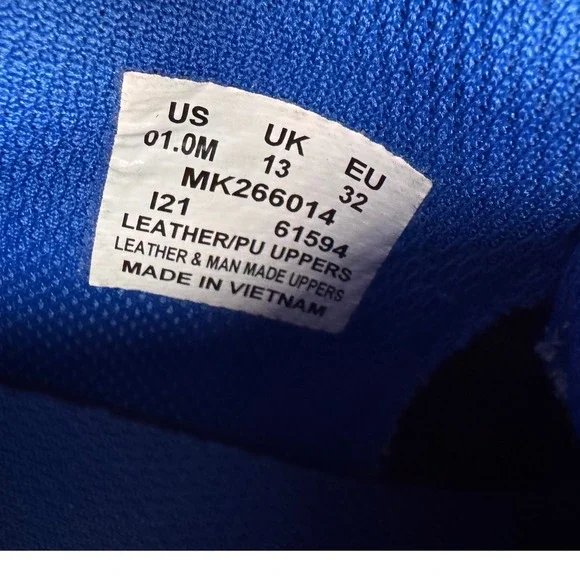 US UK EU
01.0M 13 32
MK266014
I21 61594
LEATHER/PU UPPERS
LEATHER & MAN MADE UPPERS
MADE IN VIETNAM